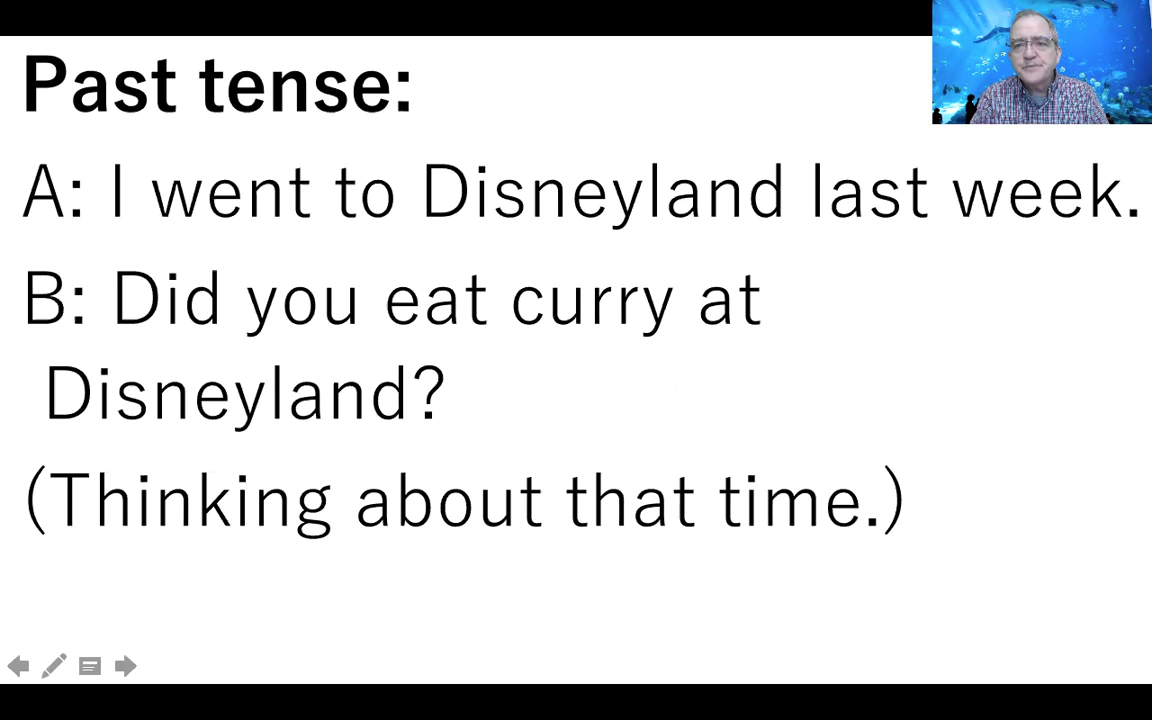 Past tense:
A: I went to Disneyland last week.
B: Did you eat curry at
Disneyland?
(Thinking about that time.)